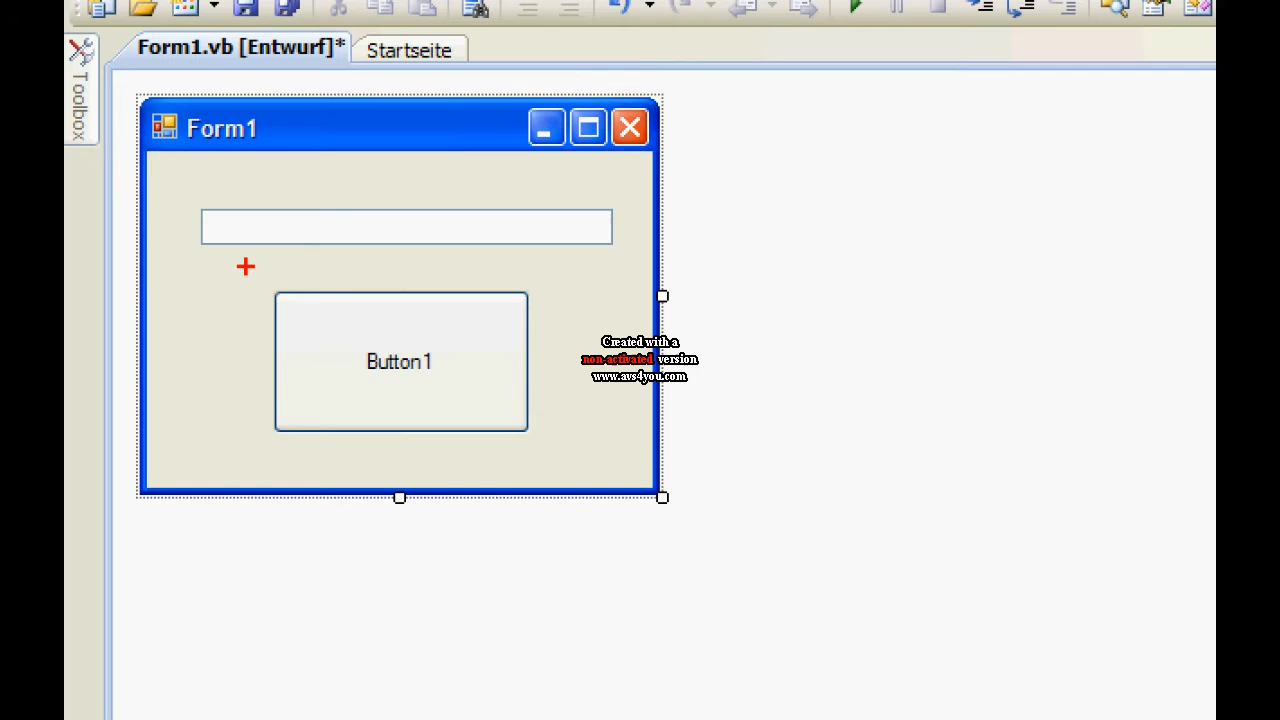 Form1.vb [Entwurf]*
Startseite
Toolbox
Form1
Button1
Created with a
non-activated version
www.avs4you.com